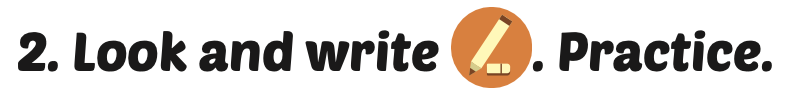 2. Look and write . Practice.